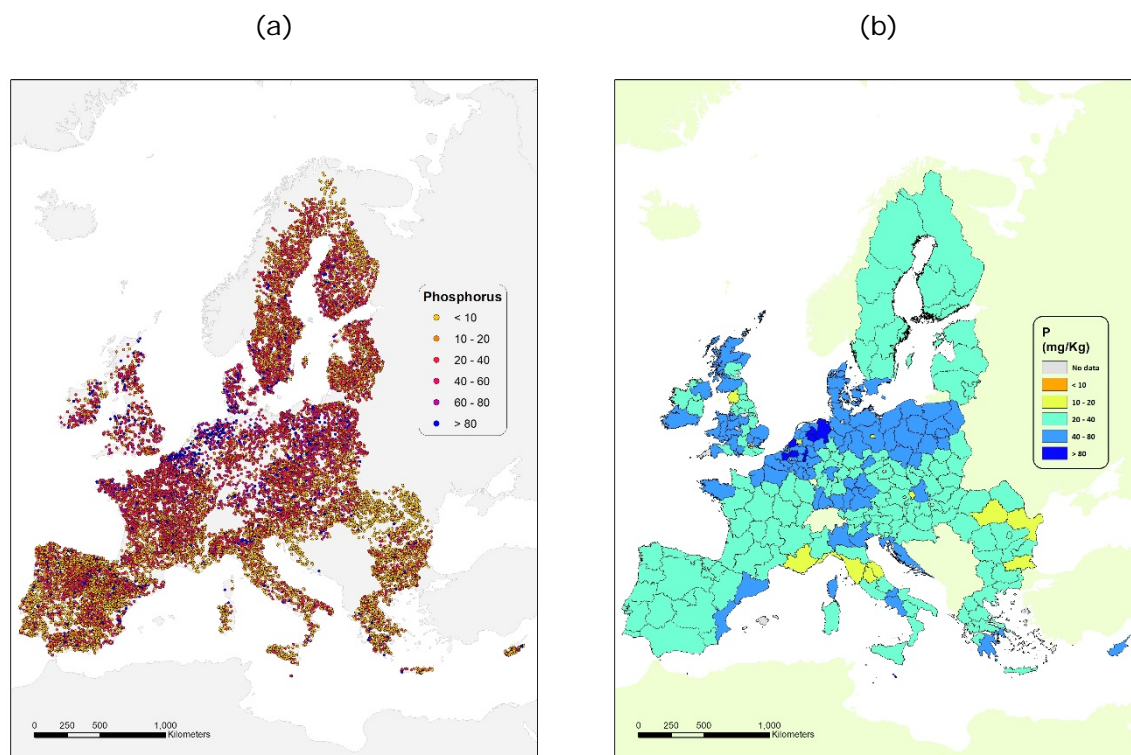 (a)
(b)
Phosphorus
< 10
10 - 20
20 - 40
40 - 60
60 - 80
> 80
0 250 500 1,000
Kilometers
P
(mg/Kg)
No data
< 10
10 - 20
20 - 40
40 - 80
> 80
0 250 500 1,000
Kilometers